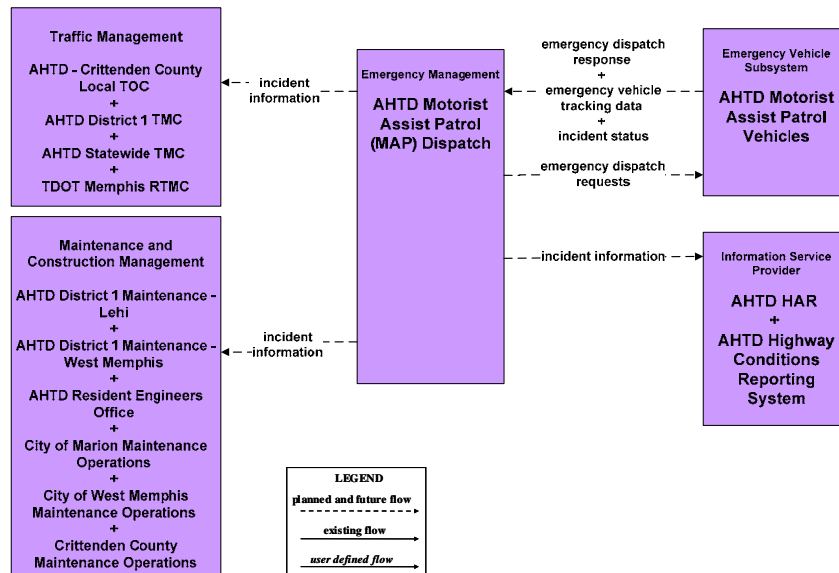 Traffic Management
AHTD - Crittenden County
Local TOC
+
AHTD District 1 TMC
+
AHTD Statewide TMC
+
TDOT Memphis RTMC
incident
information
Emergency Management
AHTD Motorist
Assist Patrol
(MAP) Dispatch
emergency dispatch
response
+
emergency vehicle
tracking data
+
incident status
emergency dispatch
requests
Emergency Vehicle
Subsystem
AHTD Motorist
Assist Patrol
Vehicles
Maintenance and
Construction Management
AHTD District 1 Maintenance -
Lehi
+
AHTD District 1 Maintenance -
West Memphis
+
AHTD Resident Engineers
Office
+
City of Marion Maintenance
Operations
+
City of West Memphis
Maintenance Operations
+
Crittenden County
Maintenance Operations
incident
information
incident information
Information Service
Provider
AHTD HAR
+
AHTD Highway
Conditions
Reporting
System
LEGEND
planned and future flow
existing flow
user defined flow